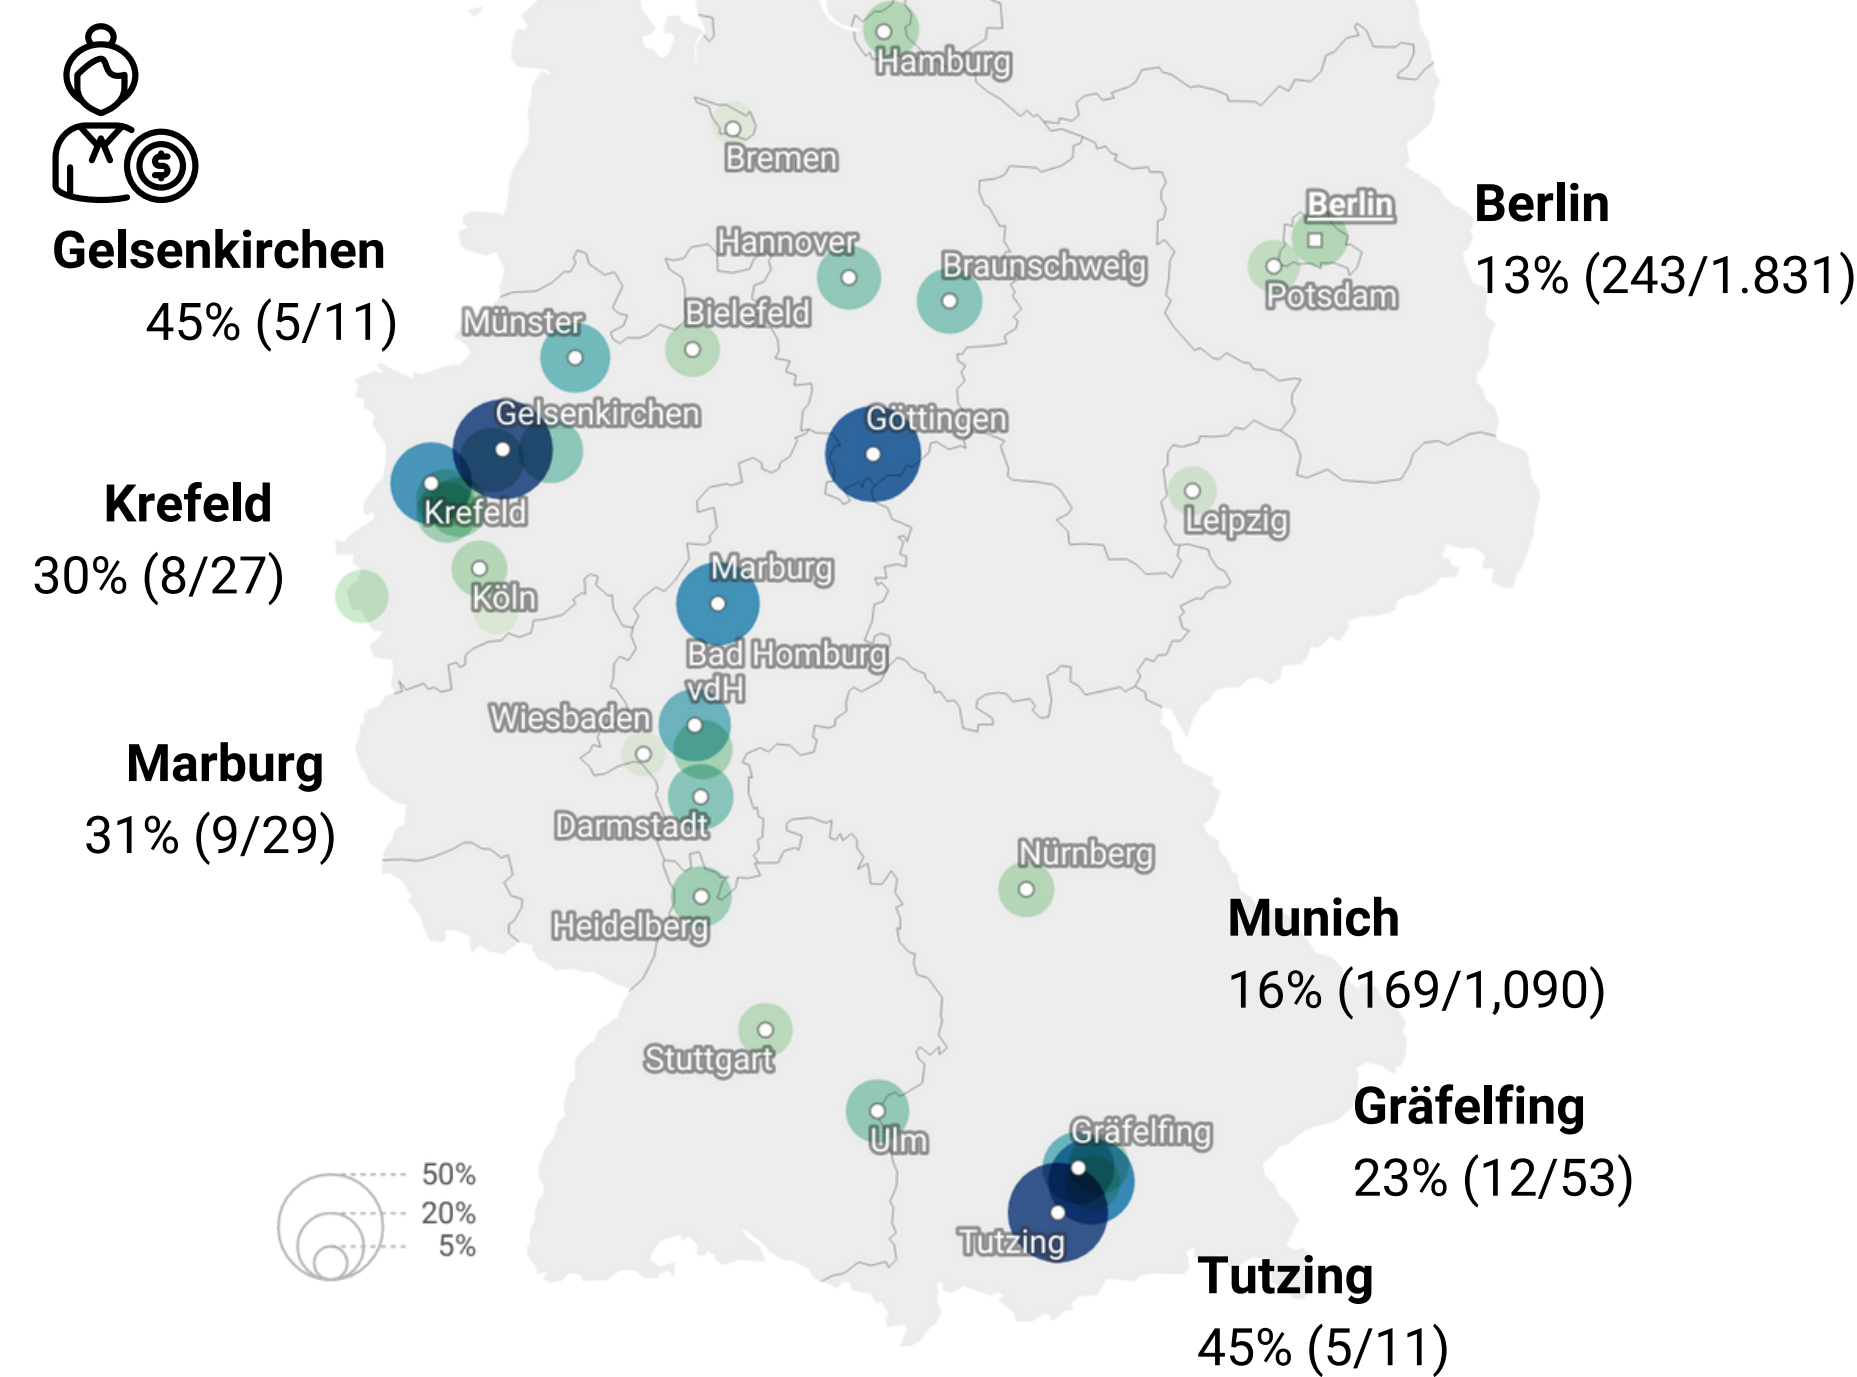 Hamburg
Bremen
$
Berlin
Berlin
Hannover
Gelsenkirchen
Braunschweig
13% (243/1.831)
Potsdam
Bielefeld
Münster
45% (5/11)
Gelsenkirchen
Göttingen
Krefeld
Krefeld
Leipzig
30% (8/27)
Marburg
Köln
Bad Homburg
vdH
Wiesbaden
Marburg
31% (9/29)
Darmstadt
Nürnberg
Heidelberg
Munich
16% (169/1,090)
Stuttgart
Gräfelfing
Gräfelfing
Ulm
23% (12/53)
50%
20%
5%
Tutzing
Tutzing
45% (5/11)